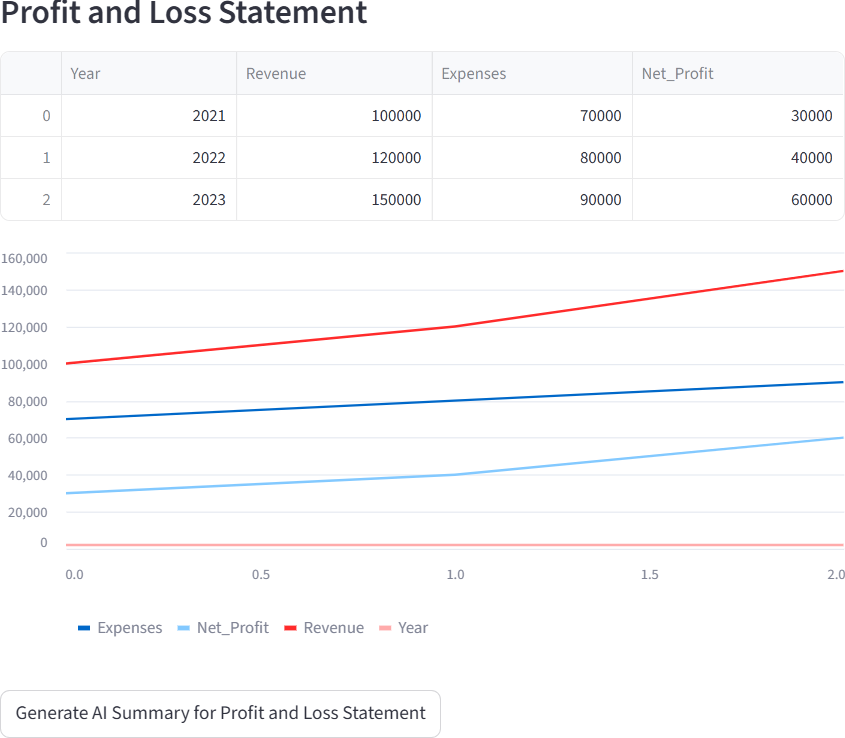 Profit and Loss Statement
Year Revenue Expenses Net_Profit
0 2021 100000 70000 30000
1 2022 120000 80000 40000
2 2023 150000 90000 60000
160,000
140,000
120,000
100,000
80,000
60,000
40,000
20,000
0
0.0 0.5 1.0 1.5 2.0
Expenses Net_Profit Revenue Year
Generate AI Summary for Profit and Loss Statement